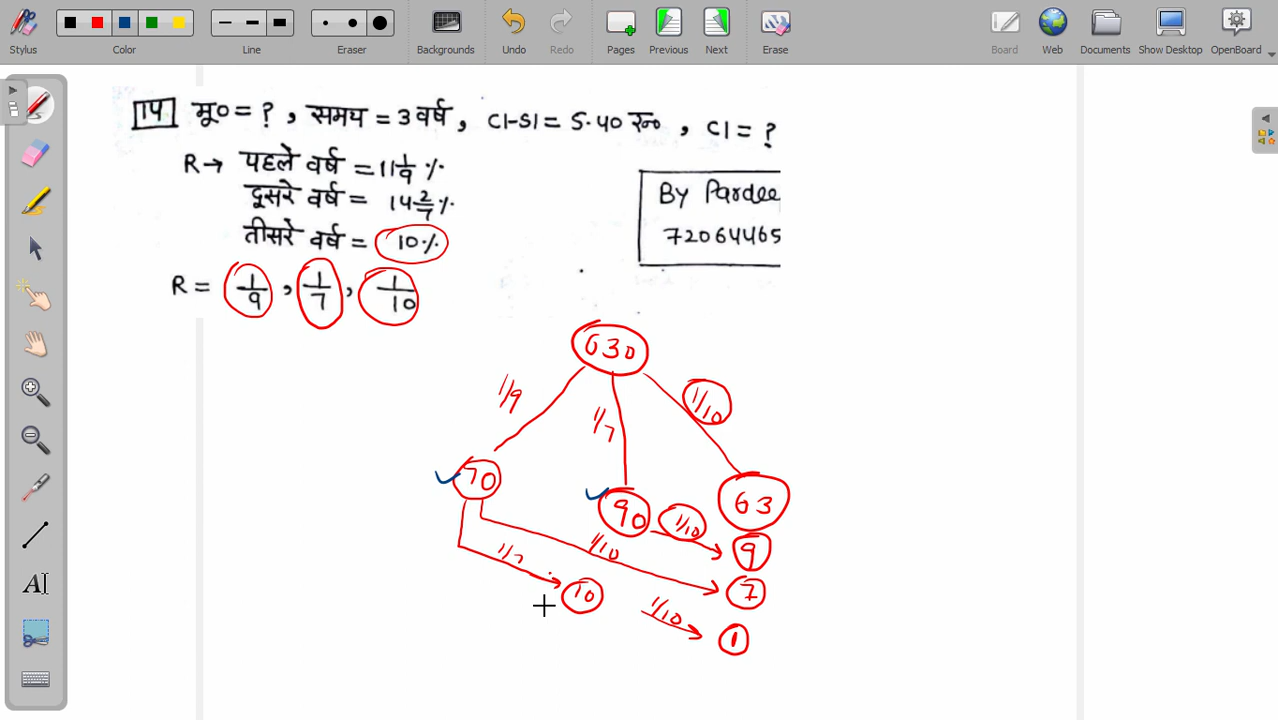 Stylus Color Line Eraser Backgrounds Undo Redo Pages Previous Next Erase Board Web Documents Show Desktop OpenBoard
14 मू० = ? , समय = 3 वर्ष , CI-SI = 5.40 रू० , CI = ?
R → पहले वर्ष = 11 1/9 %
दूसरे वर्ष = 14 2/7 %
तीसरे वर्ष = 10%
By Pardee
72064465
R = 1/9 , 1/7 , 1/10
630
1/9 1/7 1/10
70 90 63
1/10 9
1/7 1/10 7
10 1/10 1